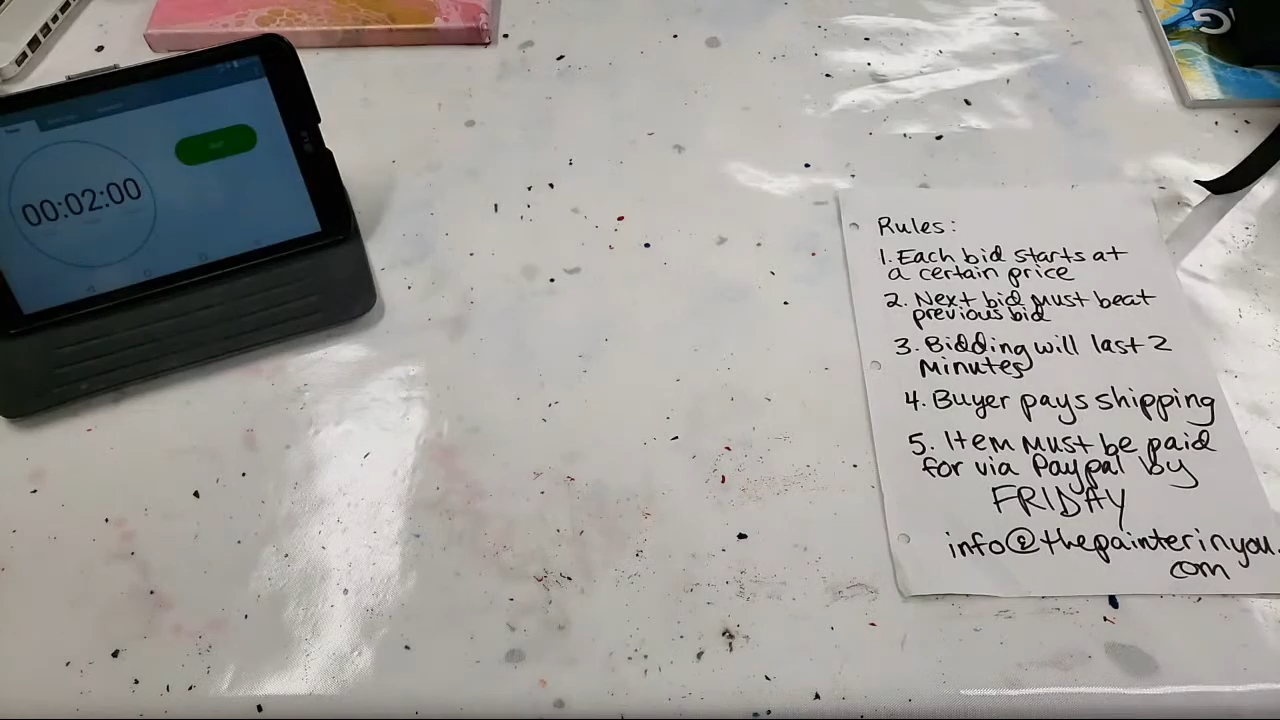 00:02:00
Rules:
1. Each bid starts at
a certain price
2. Next bid must beat
previous bid
3. Bidding will last 2
Minutes
4. Buyer pays shipping
5. Item must be paid
for via Paypal by
FRIDAY
info@thepainterinyou.
com